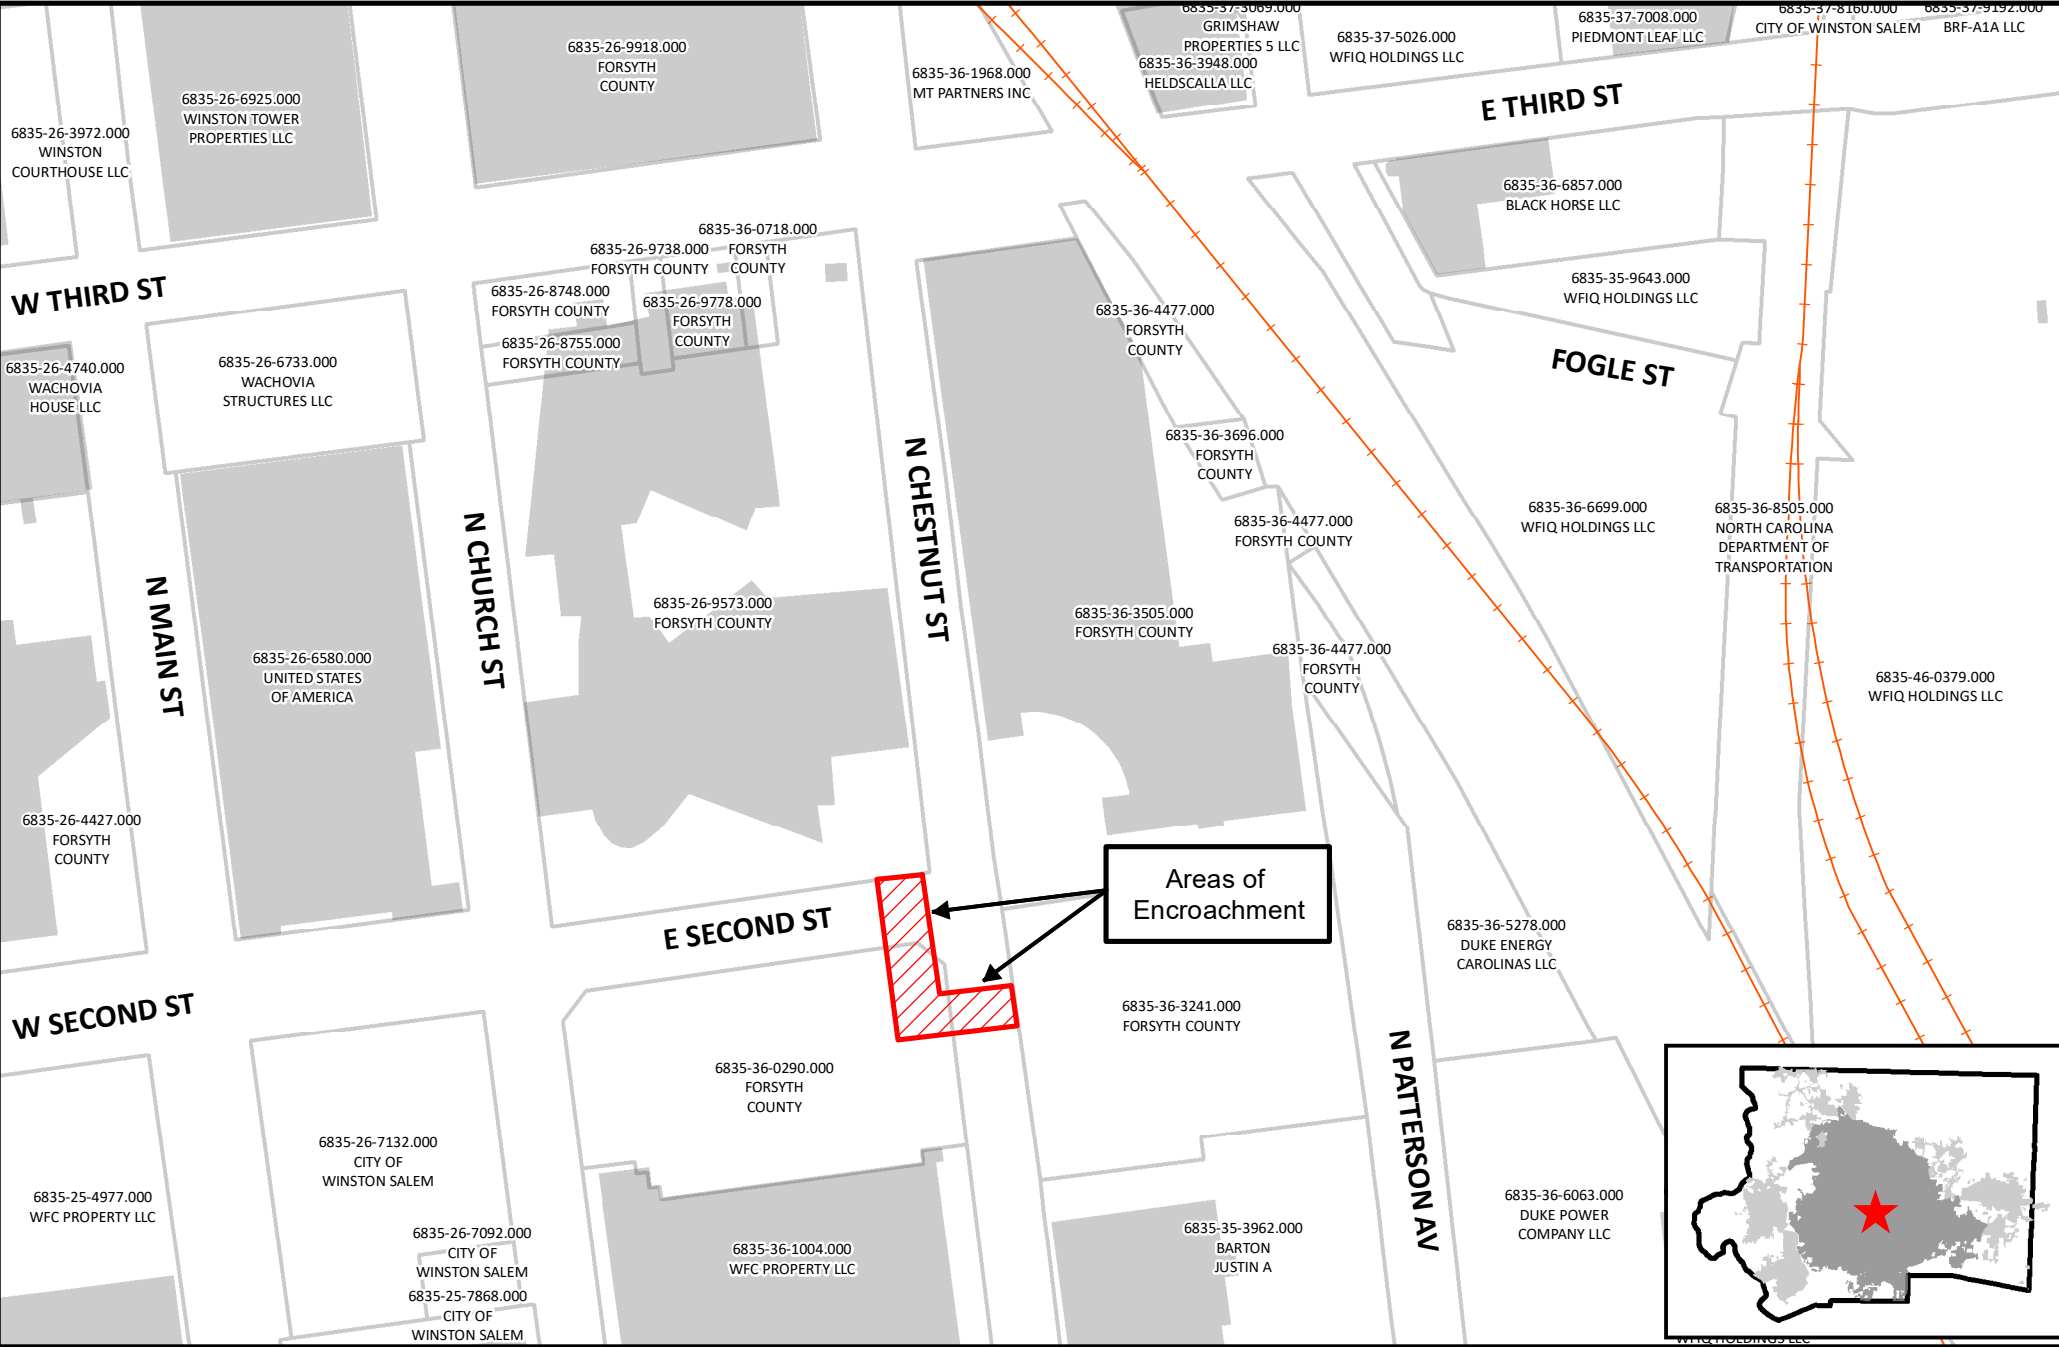 6835-37-3069.000
GRIMSHAW
PROPERTIES 5 LLC
6835-36-3948.000
HELDSCALLA LLC
6835-37-5026.000
WFIQ HOLDINGS LLC
6835-37-7008.000
PIEDMONT LEAF LLC
6835-37-8160.000
CITY OF WINSTON SALEM
6835-37-9192.000
BRF-A1A LLC
6835-26-9918.000
FORSYTH
COUNTY
6835-36-1968.000
MT PARTNERS INC
6835-26-6925.000
WINSTON TOWER
PROPERTIES LLC
6835-26-3972.000
WINSTON
COURTHOUSE LLC
E THIRD ST
6835-36-6857.000
BLACK HORSE LLC
6835-36-0718.000
FORSYTH
COUNTY
6835-26-9738.000
FORSYTH COUNTY
6835-26-8748.000
FORSYTH COUNTY
6835-26-9778.000
FORSYTH
COUNTY
6835-26-8755.000
FORSYTH COUNTY
W THIRD ST
6835-35-9643.000
WFIQ HOLDINGS LLC
6835-36-4477.000
FORSYTH
COUNTY
FOGLE ST
6835-26-4740.000
WACHOVIA
HOUSE LLC
6835-26-6733.000
WACHOVIA
STRUCTURES LLC
6835-36-3696.000
FORSYTH
COUNTY
N CHESTNUT ST
N CHURCH ST
N MAIN ST
6835-36-4477.000
FORSYTH COUNTY
6835-36-6699.000
WFIQ HOLDINGS LLC
6835-36-8505.000
NORTH CAROLINA
DEPARTMENT OF
TRANSPORTATION
6835-26-9573.000
FORSYTH COUNTY
6835-36-3505.000
FORSYTH COUNTY
6835-26-6580.000
UNITED STATES
OF AMERICA
6835-36-4477.000
FORSYTH
COUNTY
6835-46-0379.000
WFIQ HOLDINGS LLC
6835-26-4427.000
FORSYTH
COUNTY
Areas of
Encroachment
E SECOND ST
6835-36-5278.000
DUKE ENERGY
CAROLINAS LLC
W SECOND ST
6835-36-3241.000
FORSYTH COUNTY
6835-36-0290.000
FORSYTH
COUNTY
N PATTERSON AV
6835-26-7132.000
CITY OF
WINSTON SALEM
6835-25-4977.000
WFC PROPERTY LLC
6835-36-6063.000
DUKE POWER
COMPANY LLC
6835-26-7092.000
CITY OF
WINSTON SALEM
6835-36-1004.000
WFC PROPERTY LLC
6835-35-3962.000
BARTON
JUSTIN A
6835-25-7868.000
CITY OF
WINSTON SALEM
WFIQ HOLDINGS LLC